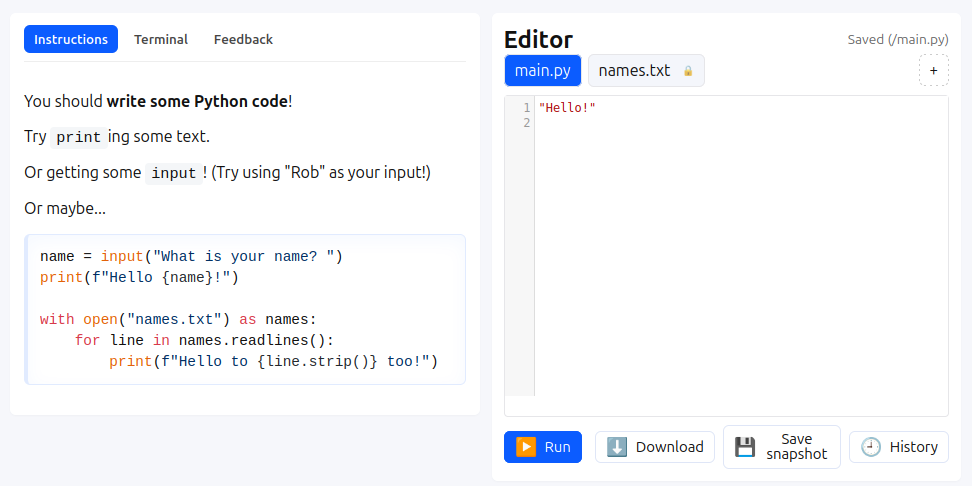 Instructions Terminal Feedback
You should write some Python code!
Try printing some text.
Or getting some input! (Try using "Rob" as your input!)
Or maybe...
name = input("What is your name? ")
print(f"Hello {name}!")
with open("names.txt") as names:
    for line in names.readlines():
        print(f"Hello to {line.strip()} too!")
Editor
Saved (/main.py)
main.py names.txt +
1 "Hello!"
2
Run Download Save snapshot History